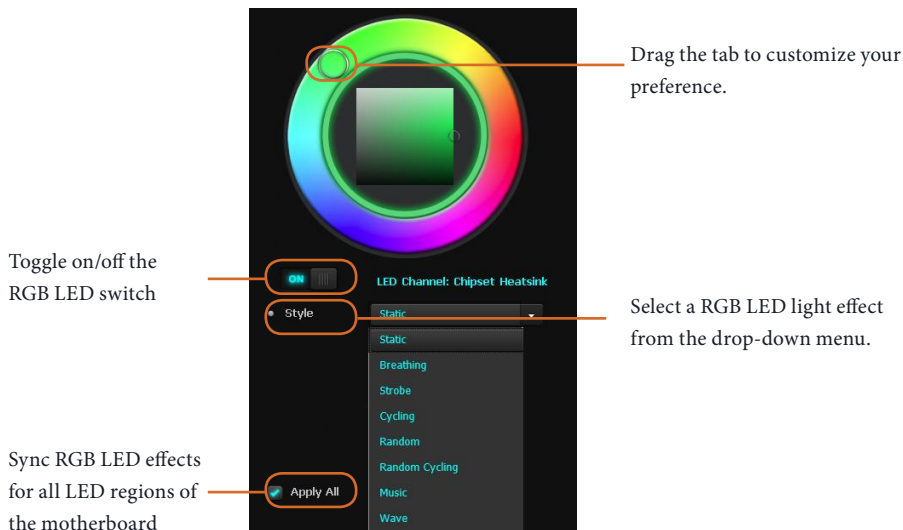 Drag the tab to customize your
preference.
Toggle on/off the
RGB LED switch
ON
LED Channel: Chipset Heatsink
Style
Static
Select a RGB LED light effect
from the drop-down menu.
Static
Breathing
Strobe
Cycling
Random
Random Cycling
Music
Wave
Sync RGB LED effects
for all LED regions of
the motherboard
Apply All